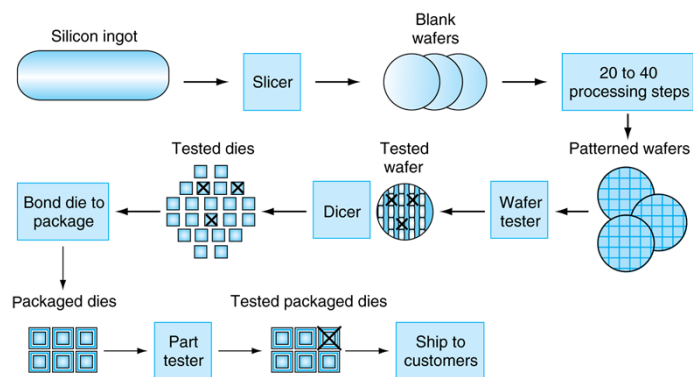 Silicon ingot
Slicer
Blank
wafers
20 to 40
processing steps
Tested dies
Tested
wafer
Patterned wafers
Bond die to
package
Dicer
Wafer
tester
Packaged dies
Tested packaged dies
Part
tester
Ship to
customers